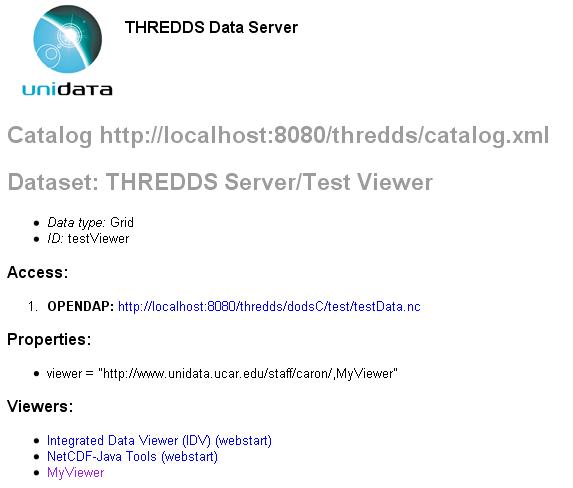 THREDDS Data Server
unidata
Catalog http://localhost:8080/thredds/catalog.xml
Dataset: THREDDS Server/Test Viewer
• Data type: Grid
• ID: testViewer
Access:
1. OPENDAP: http://localhost:8080/thredds/dodsC/test/testData.nc
Properties:
• viewer = "http://www.unidata.ucar.edu/staff/caron/,MyViewer"
Viewers:
• Integrated Data Viewer (IDV) (webstart)
• NetCDF-Java Tools (webstart)
• MyViewer